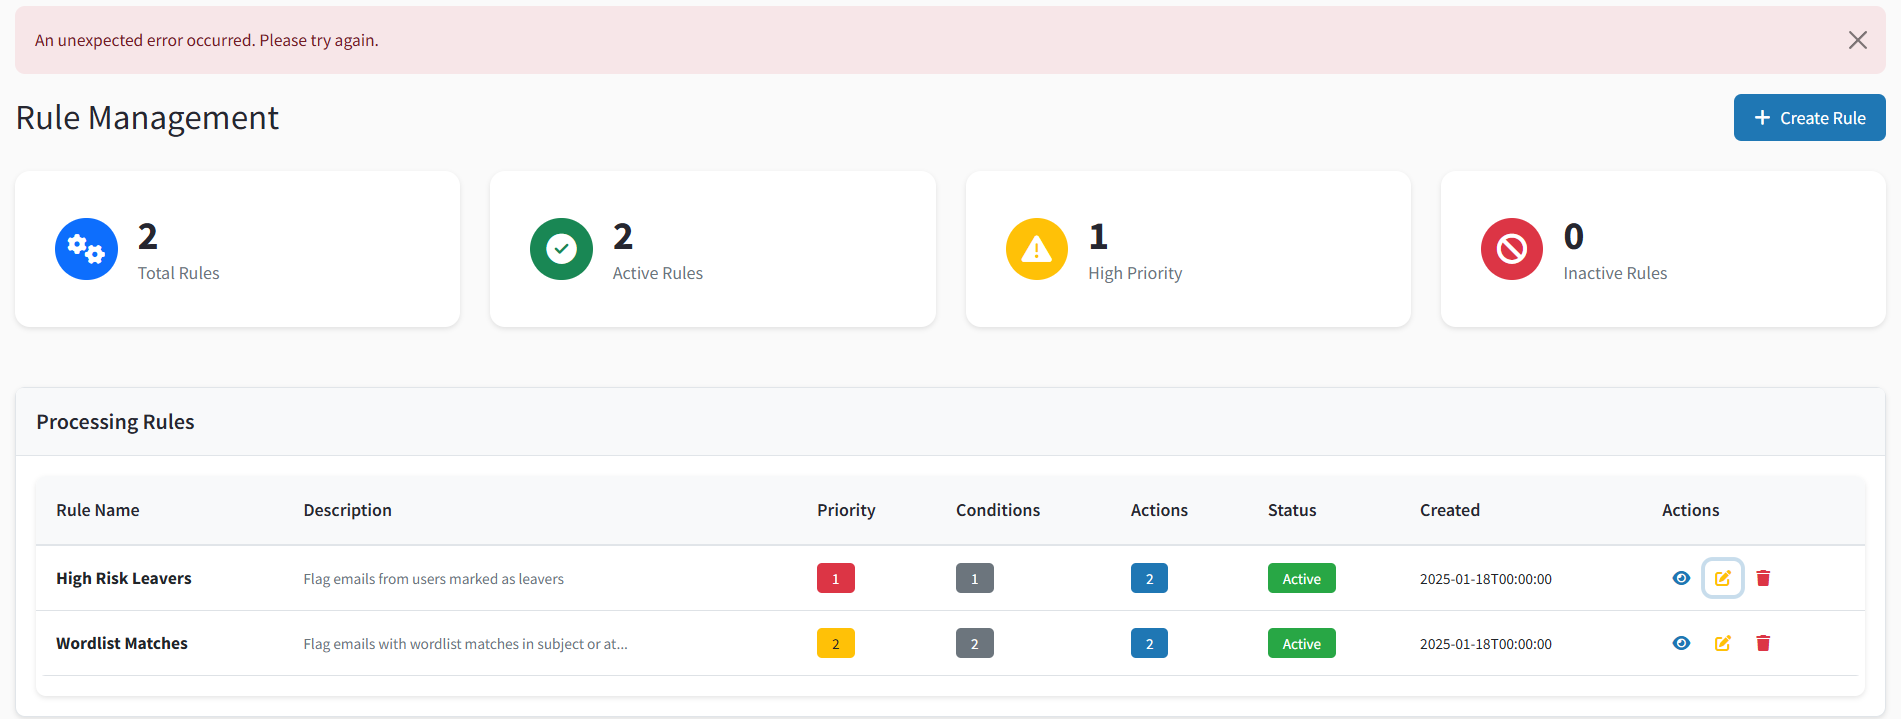 An unexpected error occurred. Please try again.
Rule Management
Create Rule
2
Total Rules
2
Active Rules
1
High Priority
0
Inactive Rules
Processing Rules
Rule Name Description Priority Conditions Actions Status Created Actions
High Risk Leavers Flag emails from users marked as leavers 1 1 2 Active 2025-01-18T00:00:00
Wordlist Matches Flag emails with wordlist matches in subject or at... 2 2 2 Active 2025-01-18T00:00:00